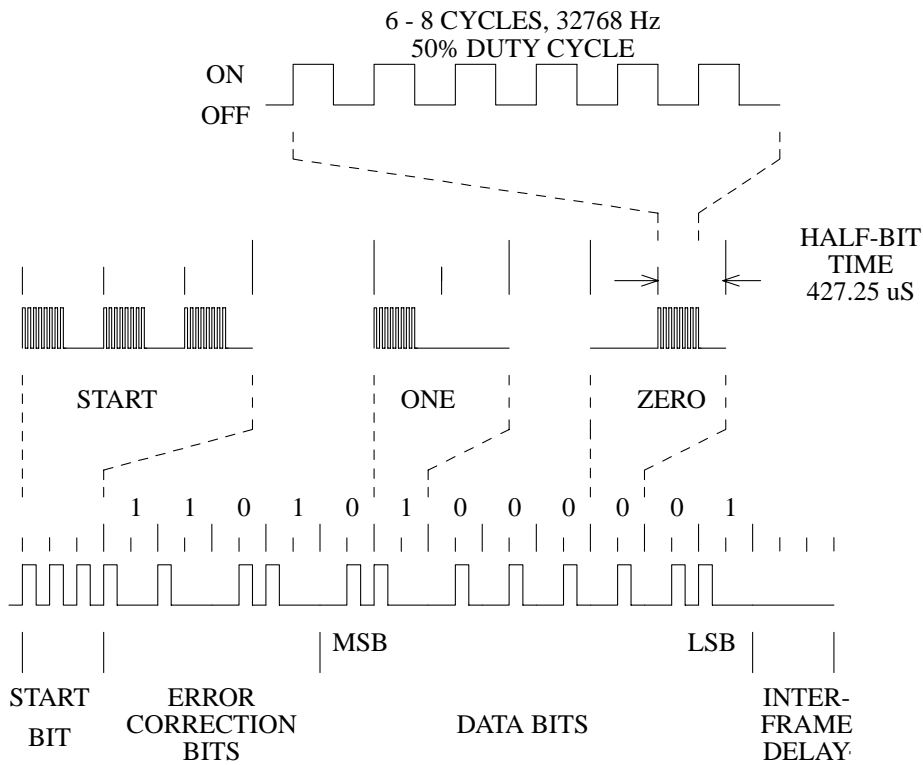 6 - 8 CYCLES, 32768 Hz
50% DUTY CYCLE
ON
OFF
HALF-BIT
TIME
427.25 uS
START
ONE
ZERO
1 1 0 1 0 1 0 0 0 0 0 1
MSB
LSB
START
BIT
ERROR
CORRECTION
BITS
DATA BITS
INTER-
FRAME
DELAY